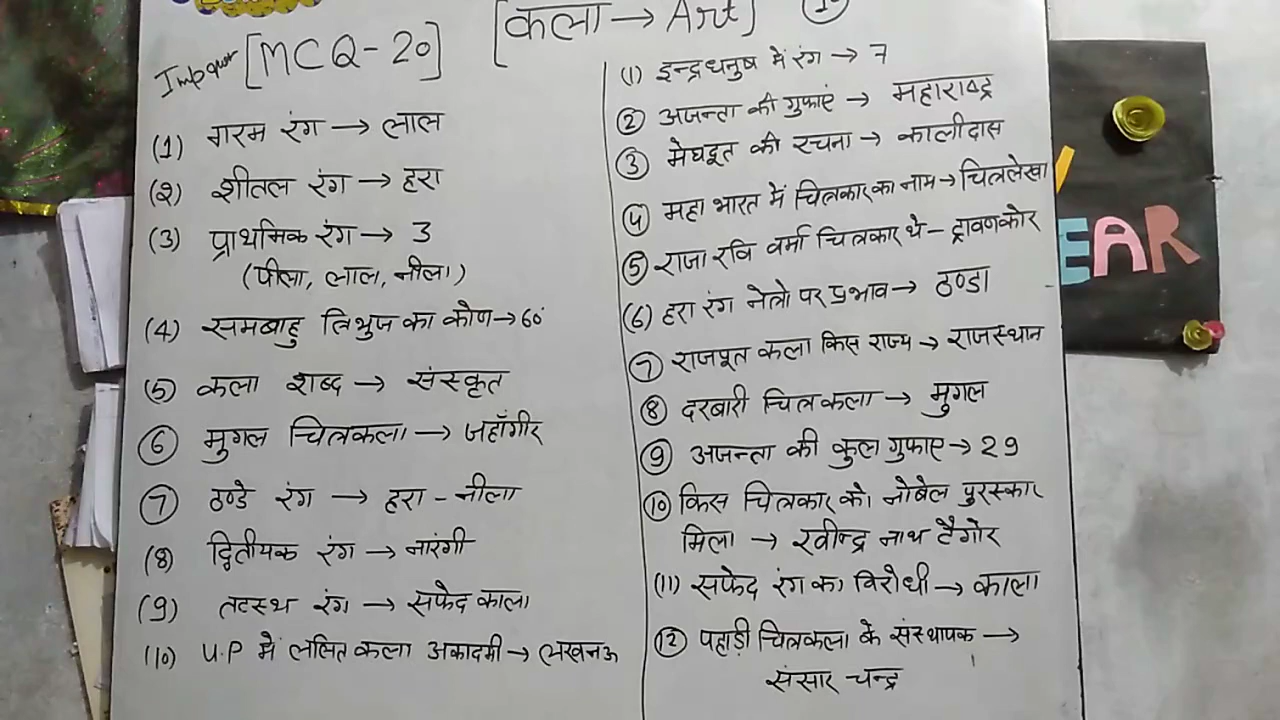 [कला → Art]
Imp que [MCQ-20]
(1) गरम रंग → लाल
(2) शीतल रंग → हरा
(3) प्राथमिक रंग → 3
(पीला, लाल, नीला)
(4) समबाहु त्रिभुज का कोण → 60°
(5) कला शब्द → संस्कृत
(6) मुगल चित्रकला → जहाँगीर
(7) ठण्डे रंग → हरा - नीला
(8) द्वितीयक रंग → नारंगी
(9) तटस्थ रंग → सफेद काला
(10) U.P में ललित कला अकादमी → लखनऊ
(1) इन्द्रधनुष में रंग → 7
(2) अजन्ता की गुफाएं → महाराष्ट्र
(3) मेघदूत की रचना → कालीदास
(4) महा भारत में चित्रकार का नाम → चित्रलेखा
(5) राजा रवि वर्मा चित्रकार थे - ट्रावणकोर
(6) हरा रंग नेत्रो पर प्रभाव → ठण्डा
(7) राजपूत कला किस राज्य → राजस्थान
(8) दरबारी चित्रकला → मुगल
(9) अजन्ता की कुल गुफाए → 29
(10) किस चित्रकार को नोबेल पुरस्कार
मिला → रवीन्द्र नाथ टैगोर
(11) सफेद रंग का विरोधी → काला
(12) पहाड़ी चित्रकला के संस्थापक →
संसार चन्द्र
EAR